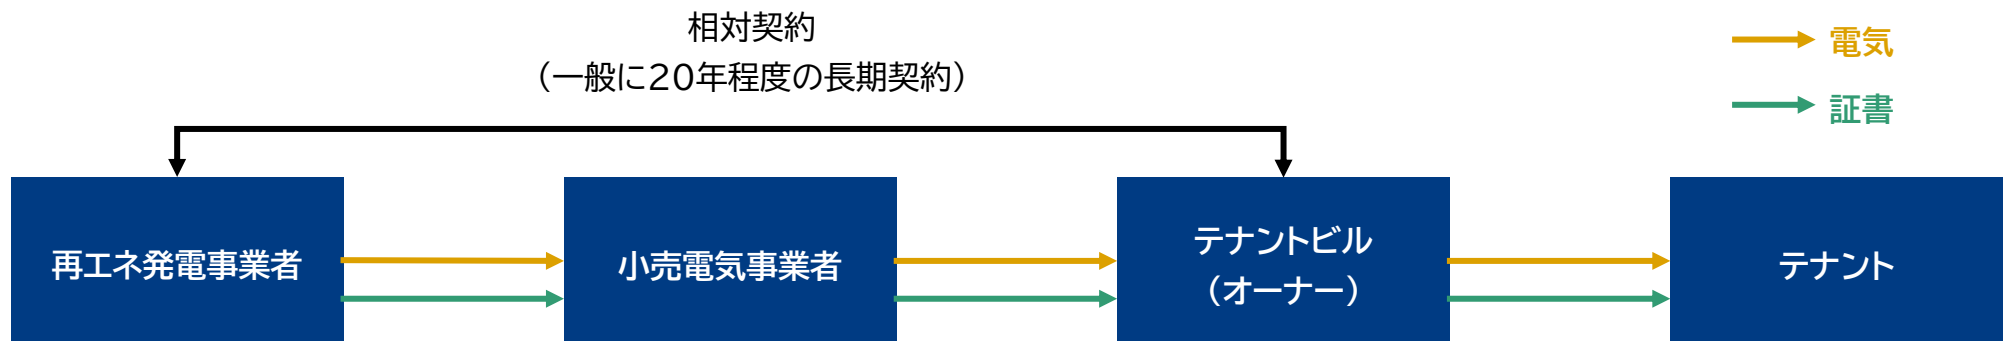 相対契約
（一般に20年程度の長期契約）
電気
証書
再エネ発電事業者
小売電気事業者
テナントビル
（オーナー）
テナント